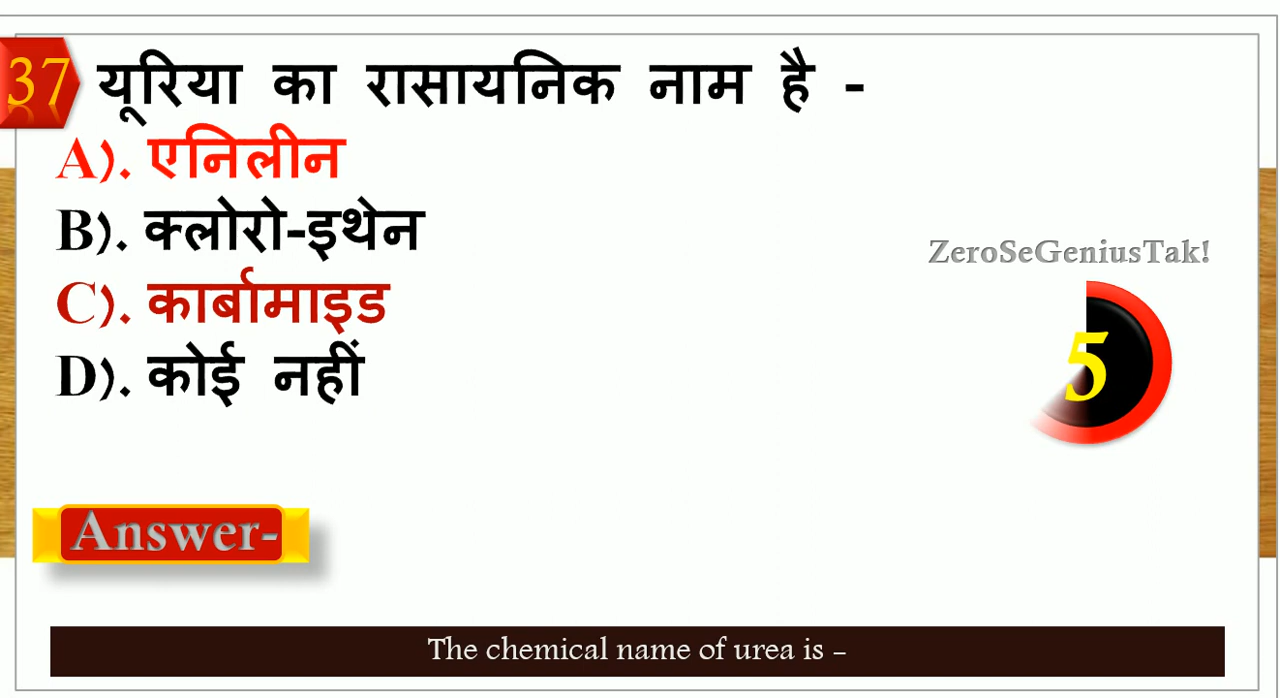 37 यूरिया का रासायनिक नाम है -
A). एनिलीन
B). क्लोरो-इथेन
C). कार्बामाइड
D). कोई नहीं
ZeroSeGeniusTak!
5
Answer-
The chemical name of urea is –